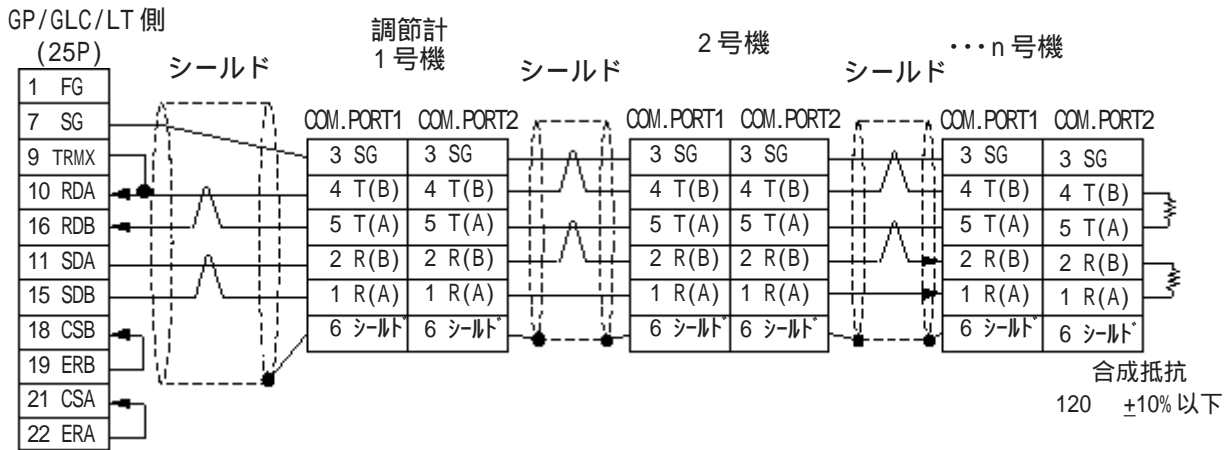 GP/GLC/LT 側
(25P)
1 FG
7 SG
9 TRMX
10 RDA
16 RDB
11 SDA
15 SDB
18 CSB
19 ERB
21 CSA
22 ERA
シールド
調節計
1号機
COM.PORT1 COM.PORT2
3 SG 3 SG
4 T(B) 4 T(B)
5 T(A) 5 T(A)
2 R(B) 2 R(B)
1 R(A) 1 R(A)
6 シールド 6 シールド
シールド
2号機
COM.PORT1 COM.PORT2
3 SG 3 SG
4 T(B) 4 T(B)
5 T(A) 5 T(A)
2 R(B) 2 R(B)
1 R(A) 1 R(A)
6 シールド 6 シールド
シールド
・・・n号機
COM.PORT1 COM.PORT2
3 SG 3 SG
4 T(B) 4 T(B)
5 T(A) 5 T(A)
2 R(B) 2 R(B)
1 R(A) 1 R(A)
6 シールド 6 シールド
合成抵抗
120 ±10%以下